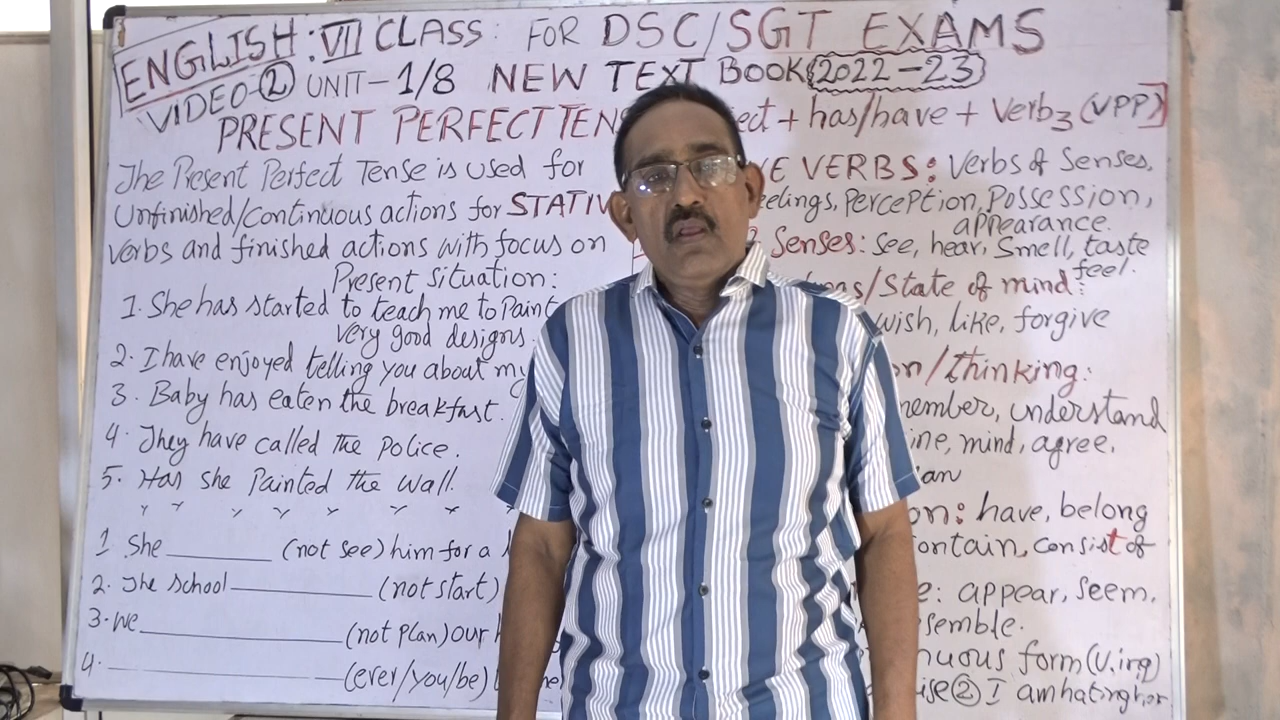 ENGLISH: VII CLASS: FOR DSC/SGT EXAMS
VIDEO-② UNIT-1/8 NEW TEXT BOOK (2022-23)
PRESENT PERFECT TENS ect + has/have + Verb3 (VPP)]
The Present Perfect Tense is used for
Unfinished/continuous actions for STATIV
verbs and finished actions with focus on
Present situation:
1. She has started to teach me to Paint
very good designs.
2. I have enjoyed telling you about my
3. Baby has eaten the breakfast.
4. They have called the Police.
5. Has she Painted the wall.
1 She ______ (not see) him for a
2. The School ______ (not start)
3. We ______ (not plan) our
4. ______ (ever/you/be)
VE VERBS: Verbs of Senses,
eelings, Perception, Possession,
appearance.
Senses: see, hear, Smell, taste
feel.
as/State of mind:
wish, like, forgive
on/thinking:
member, understand
ine, mind, agree,
an
on: have, belong
ontain, consist of
e: appear, seem,
semble.
nuous form (V.ing)
ise ② I am hating her